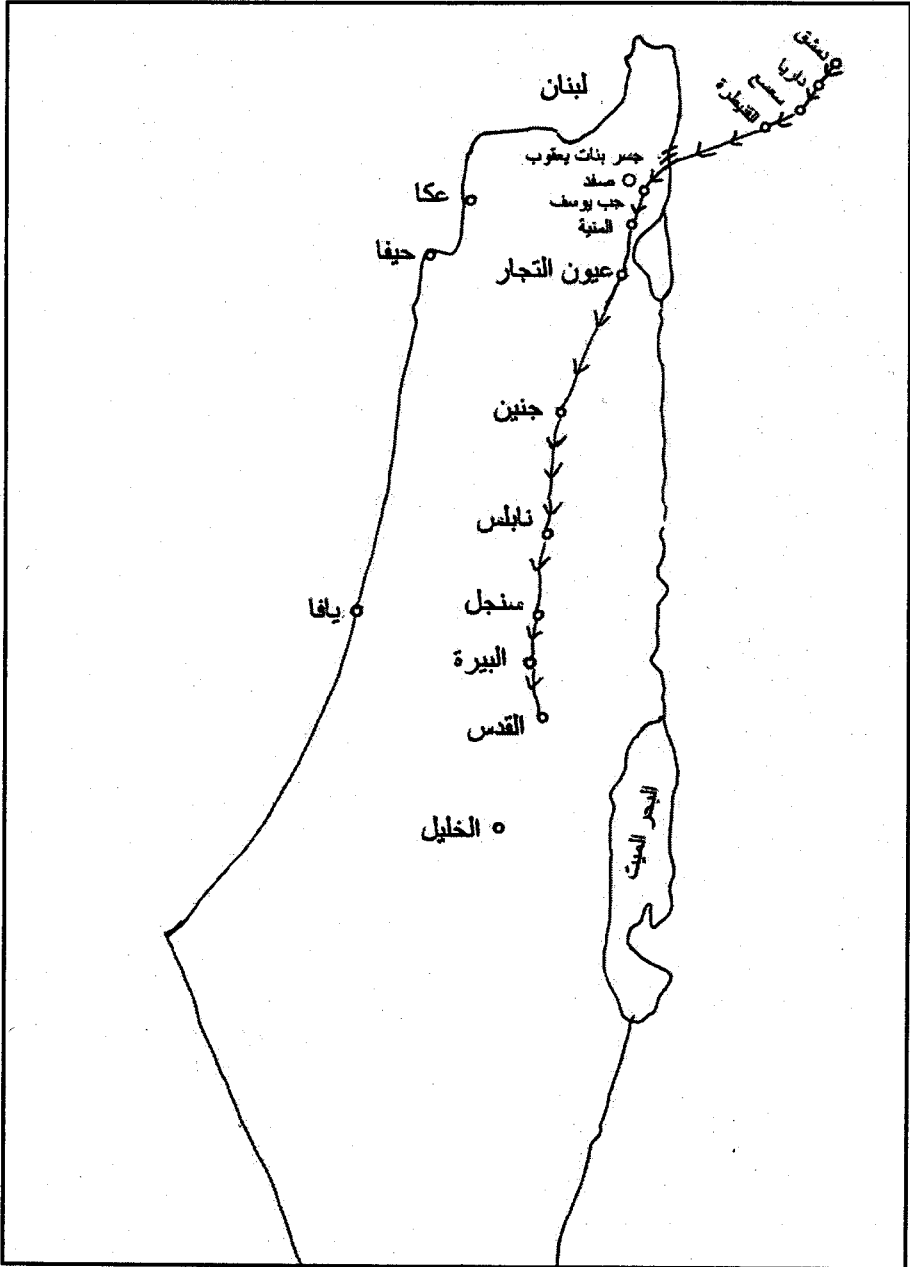 دمشق
داريا
سعسع
القنيطرة
لبنان
جسر بنات يعقوب
صفد
جب يوسف
المنية
عكا
حيفا
عيون التجار
جنين
نابلس
سنجل
يافا
البيرة
القدس
الخليل
البحر الميت